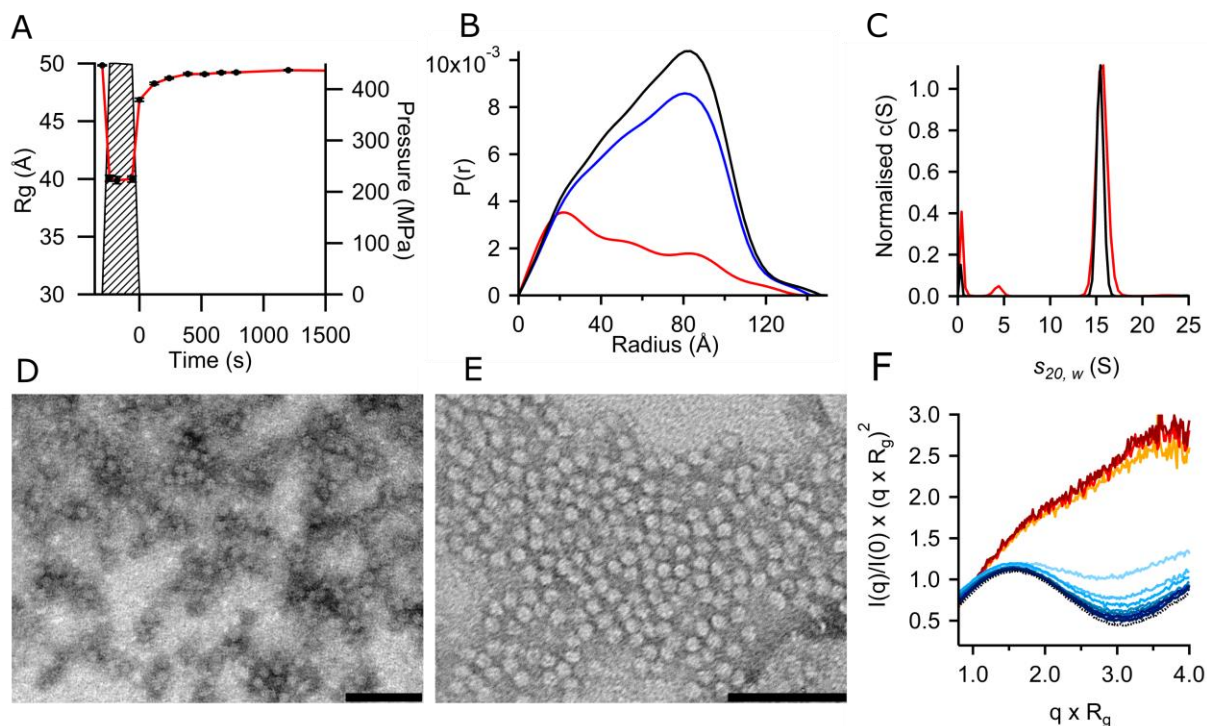 A
50
45
40
35
30
Rg (Å)
400
300
200
100
0
Pressure (MPa)
0
500
1000
1500
Time (s)
B
10x10⁻³
8
6
4
2
0
P(r)
0
40
80
120
Radius (Å)
C
1.0
0.8
0.6
0.4
0.2
0.0
Normalised c(S)
0
5
10
15
20
25
s20, w (S)
D
E
F
3.0
2.5
2.0
1.5
1.0
0.5
I(q)/I(0) x (q x Rg)²
1.0
2.0
3.0
4.0
q x Rg